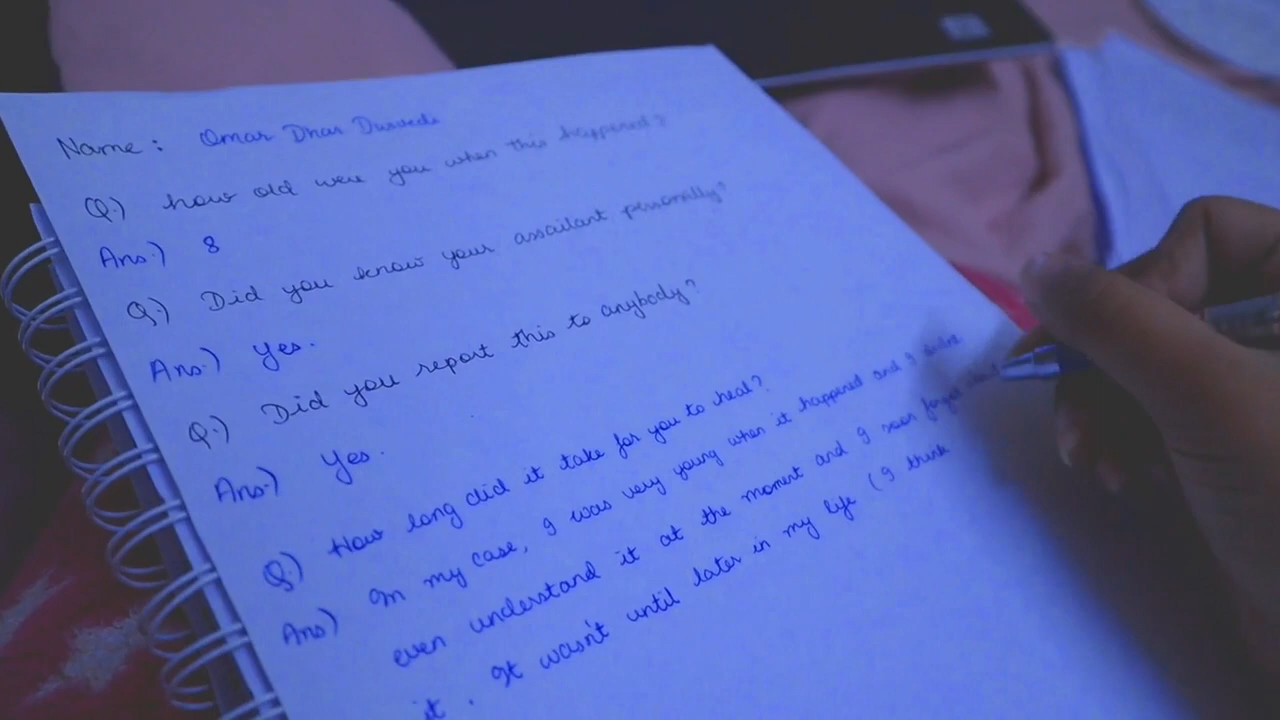 Name: Omar Dhar
Q.) how old were you when this happened?
Ans.) 8
Q.) Did you know your assailant personally?
Ans.) Yes.
Q.) Did you report this to anybody?
Ans.) Yes.
Q.) How long did it take for you to heal?
Ans) In my case, I was very young when it happened and I
even understand it at the moment and I soon forgot
it. It wasn't until later in my life (I think